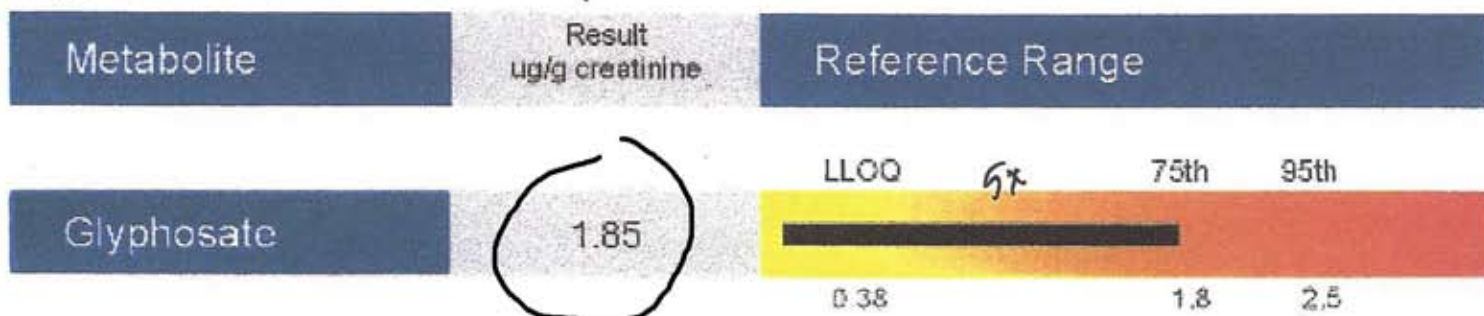 Metabolite
Result
ug/g creatinine
Reference Range
LLOQ 5x 75th 95th
Glyphosate
1.85
0.38 1.8 2.5